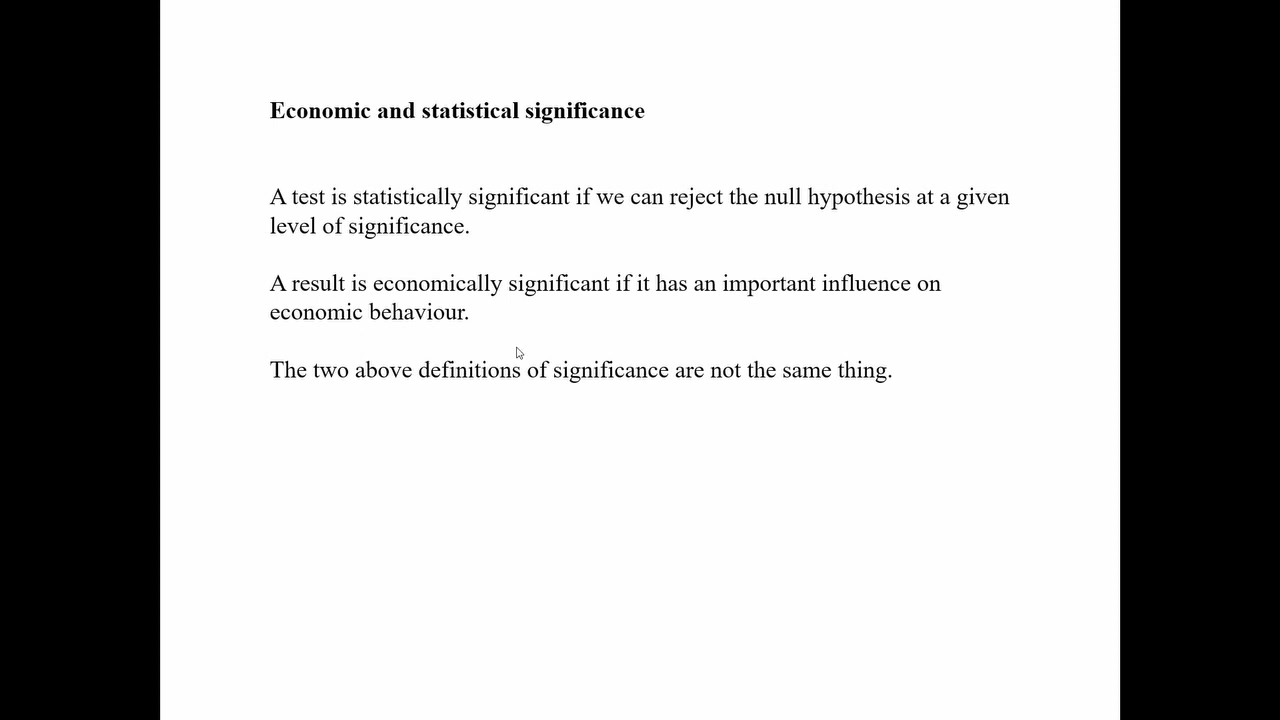 Economic and statistical significance
A test is statistically significant if we can reject the null hypothesis at a given
level of significance.
A result is economically significant if it has an important influence on
economic behaviour.
The two above definitions of significance are not the same thing.